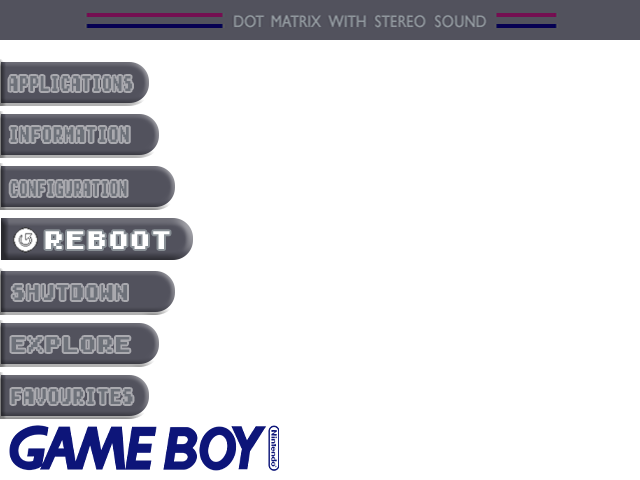 DOT MATRIX WITH STEREO SOUND
APPLICATIONS
INFORMATION
CONFIGURATION
REBOOT
SHUTDOWN
EXPLORE
FAVOURITES
GAME BOY Nintendo